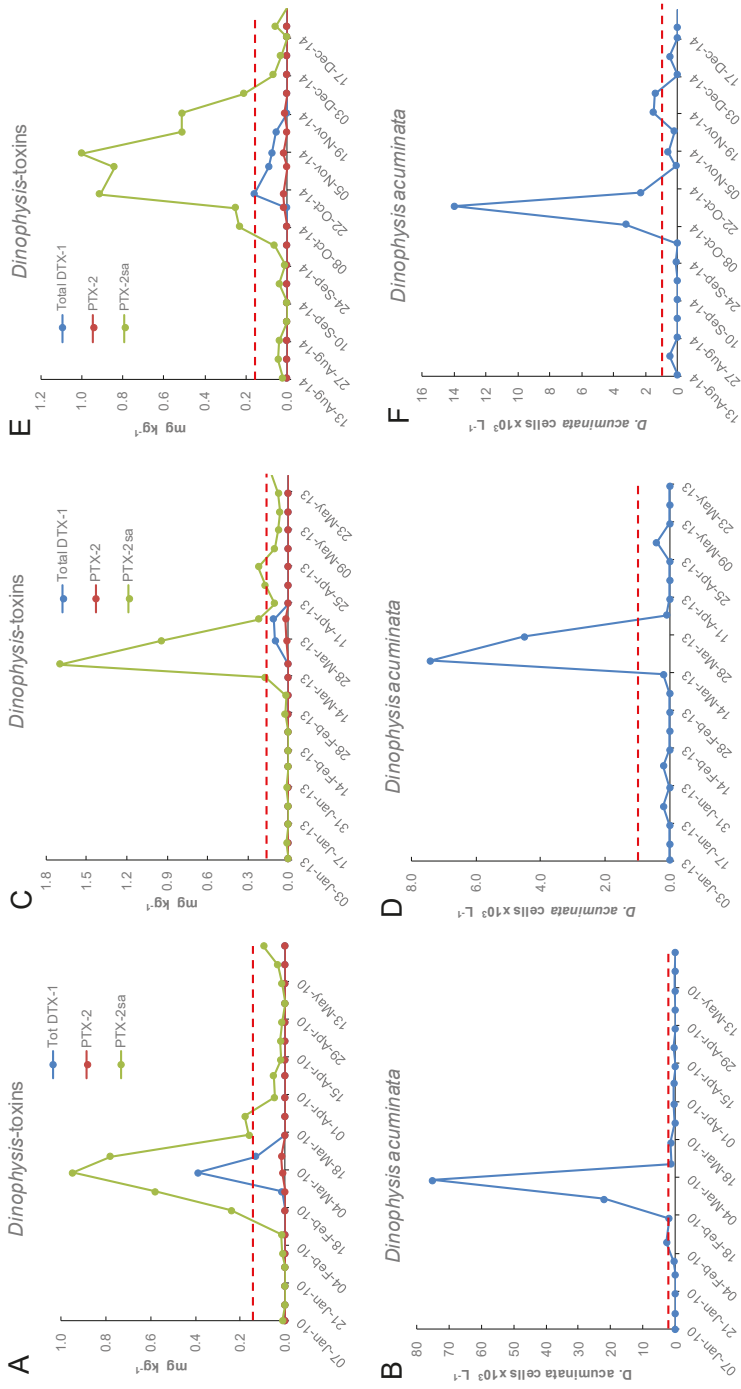 A
Dinophysis-toxins
Tot DTX-1
PTX-2
PTX-2sa
mg kg-1
1.0
0.8
0.6
0.4
0.2
0.0
07-Jan-10
21-Jan-10
04-Feb-10
18-Feb-10
04-Mar-10
18-Mar-10
01-Apr-10
15-Apr-10
29-Apr-10
13-May-10
B
Dinophysis acuminata
D. acuminata cells x10³ L-1
80
70
60
50
40
30
20
10
0
07-Jan-10
21-Jan-10
04-Feb-10
18-Feb-10
04-Mar-10
18-Mar-10
01-Apr-10
15-Apr-10
29-Apr-10
13-May-10
C
Dinophysis-toxins
Total DTX-1
PTX-2
PTX-2sa
mg kg-1
1.8
1.5
1.2
0.9
0.6
0.3
0.0
03-Jan-13
17-Jan-13
31-Jan-13
14-Feb-13
28-Feb-13
14-Mar-13
28-Mar-13
11-Apr-13
25-Apr-13
09-May-13
23-May-13
D
Dinophysis acuminata
D. acuminata cells x10³ L-1
8.0
6.0
4.0
2.0
0.0
03-Jan-13
17-Jan-13
31-Jan-13
14-Feb-13
28-Feb-13
14-Mar-13
28-Mar-13
11-Apr-13
25-Apr-13
09-May-13
23-May-13
E
Dinophysis-toxins
Total DTX-1
PTX-2
PTX-2sa
mg kg-1
1.2
1.0
0.8
0.6
0.4
0.2
0.0
13-Aug-14
27-Aug-14
10-Sep-14
24-Sep-14
08-Oct-14
22-Oct-14
05-Nov-14
19-Nov-14
03-Dec-14
17-Dec-14
F
Dinophysis acuminata
D. acuminata cells x10³ L-1
16
14
12
10
8
6
4
2
0
13-Aug-14
27-Aug-14
10-Sep-14
24-Sep-14
08-Oct-14
22-Oct-14
05-Nov-14
19-Nov-14
03-Dec-14
17-Dec-14